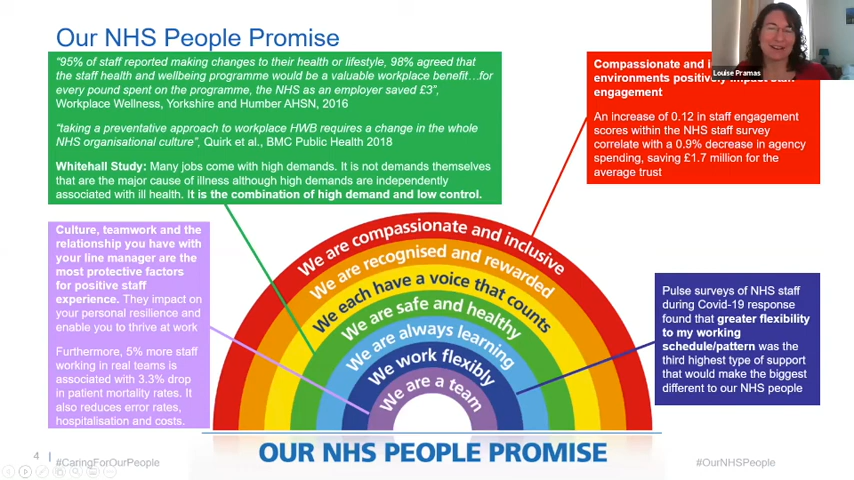 Our NHS People Promise
Louise Pramas
“95% of staff reported making changes to their health or lifestyle, 98% agreed that
the staff health and wellbeing programme would be a valuable workplace benefit…for
every pound spent on the programme, the NHS as an employer saved £3”,
Workplace Wellness, Yorkshire and Humber AHSN, 2016
“taking a preventative approach to workplace HWB requires a change in the whole
NHS organisational culture”, Quirk et al., BMC Public Health 2018
Whitehall Study: Many jobs come with high demands. It is not demands themselves
that are the major cause of illness although high demands are independently
associated with ill health. It is the combination of high demand and low control.
Compassionate and i
environments positively impact staff
engagement
An increase of 0.12 in staff engagement
scores within the NHS staff survey
correlate with a 0.9% decrease in agency
spending, saving £1.7 million for the
average trust
Culture, teamwork and the
relationship you have with
your line manager are the
most protective factors
for positive staff
experience. They impact on
your personal resilience and
enable you to thrive at work
Furthermore, 5% more staff
working in real teams is
associated with 3.3% drop
in patient mortality rates. It
also reduces error rates,
hospitalisation and costs.
We are compassionate and inclusive
We are recognised and rewarded
We each have a voice that counts
We are safe and healthy
We are always learning
We work flexibly
We are a team
Pulse surveys of NHS staff
during Covid-19 response
found that greater flexibility
to my working
schedule/pattern was the
third highest type of support
that would make the biggest
different to our NHS people
OUR NHS PEOPLE PROMISE
4 |
#CaringForOurPeople
#OurNHSPeople